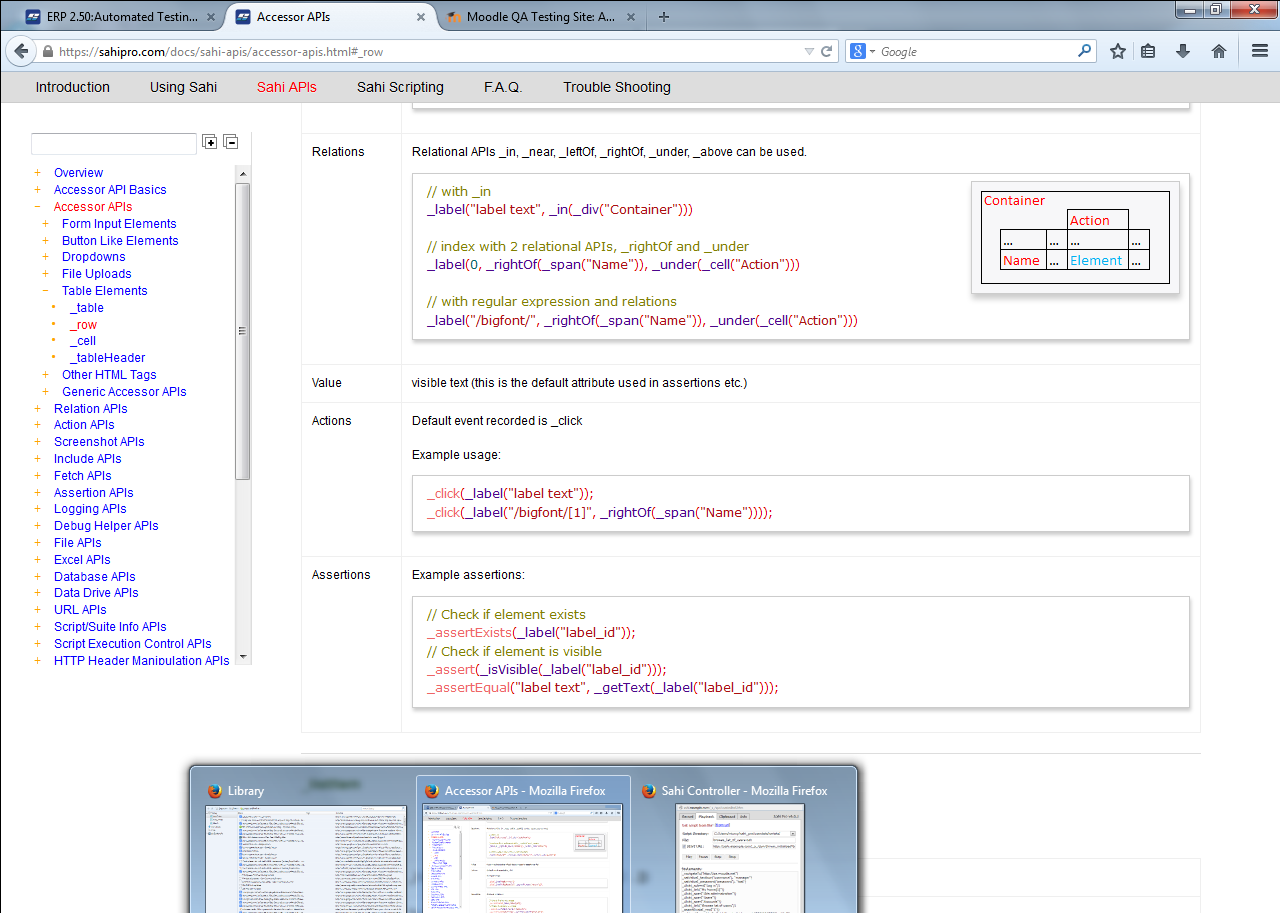 ERP 2.50:Automated Testin...
Accessor APIs
Moodle QA Testing Site: A...
https://sahipro.com/docs/sahi-apis/accessor-apis.html#_row
Google
Introduction
Using Sahi
Sahi APIs
Sahi Scripting
F.A.Q.
Trouble Shooting
Overview
Accessor API Basics
Accessor APIs
Form Input Elements
Button Like Elements
Dropdowns
File Uploads
Table Elements
_table
_row
_cell
_tableHeader
Other HTML Tags
Generic Accessor APIs
Relation APIs
Action APIs
Screenshot APIs
Include APIs
Fetch APIs
Assertion APIs
Logging APIs
Debug Helper APIs
File APIs
Excel APIs
Database APIs
Data Drive APIs
URL APIs
Script/Suite Info APIs
Script Execution Control APIs
HTTP Header Manipulation APIs
Relations
Relational APIs _in, _near, _leftOf, _rightOf, _under, _above can be used.
// with _in
_label("label text", _in(_div("Container")))
// index with 2 relational APIs, _rightOf and _under
_label(0, _rightOf(_span("Name")), _under(_cell("Action")))
// with regular expression and relations
_label("/bigfont/", _rightOf(_span("Name")), _under(_cell("Action")))
Container
Action
... ... ... ...
Name ... Element ...
Value
visible text (this is the default attribute used in assertions etc.)
Actions
Default event recorded is _click
Example usage:
_click(_label("label text"));
_click(_label("/bigfont/[1]", _rightOf(_span("Name"))));
Assertions
Example assertions:
// Check if element exists
_assertExists(_label("label_id"));
// Check if element is visible
_assert(_isVisible(_label("label_id")));
_assertEqual("label text", _getText(_label("label_id")));
Library
Accessor APIs - Mozilla Firefox
Sahi Controller - Mozilla Firefox